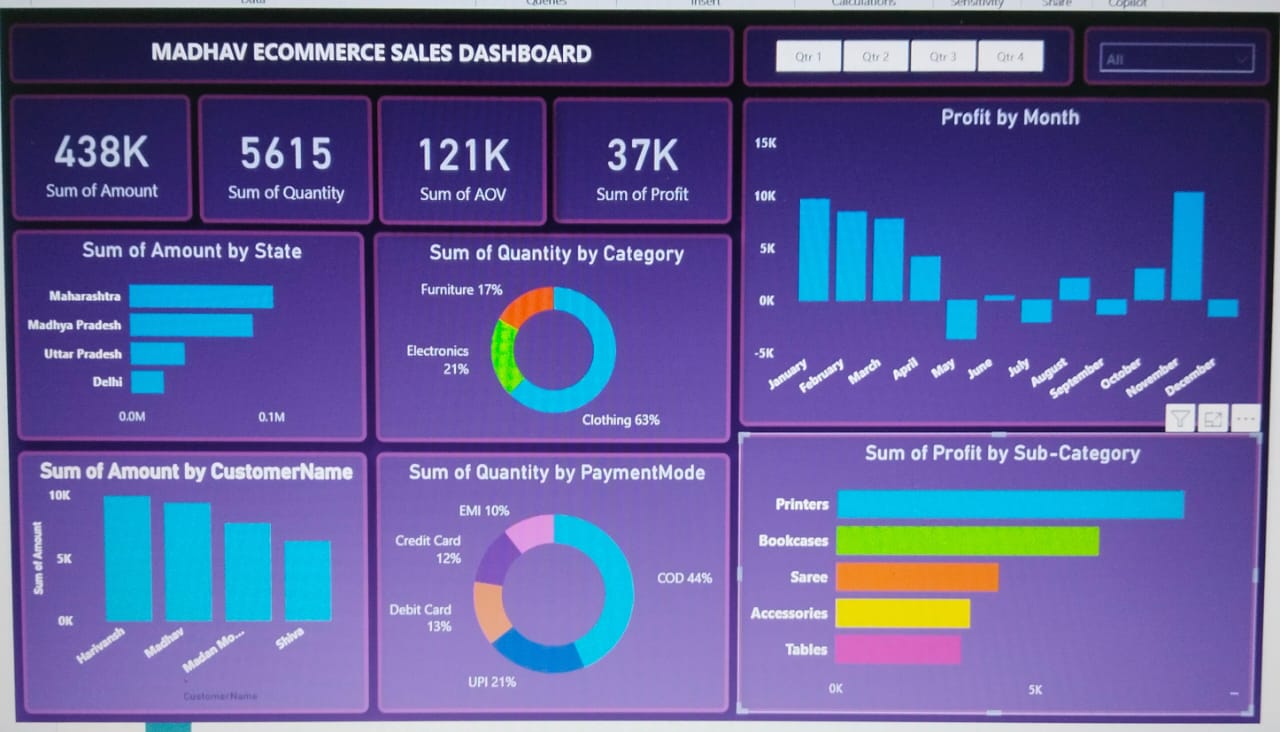 Data
Queries
Insert
Calculations
Sensitivity
Share
Copilot
MADHAV ECOMMERCE SALES DASHBOARD
Qtr 1
Qtr 2
Qtr 3
Qtr 4
All
438K
Sum of Amount
5615
Sum of Quantity
121K
Sum of AOV
37K
Sum of Profit
Profit by Month
15K
10K
5K
0K
-5K
January
February
March
April
May
June
July
August
September
October
November
December
Sum of Amount by State
Maharashtra
Madhya Pradesh
Uttar Pradesh
Delhi
0.0M
0.1M
Sum of Quantity by Category
Furniture 17%
Electronics
21%
Clothing 63%
Sum of Amount by CustomerName
Sum of Amount
10K
5K
0K
Harivansh
Madhav
Madan Mo...
Shiva
CustomerName
Sum of Quantity by PaymentMode
EMI 10%
Credit Card
12%
Debit Card
13%
UPI 21%
COD 44%
Sum of Profit by Sub-Category
Printers
Bookcases
Saree
Accessories
Tables
0K
5K